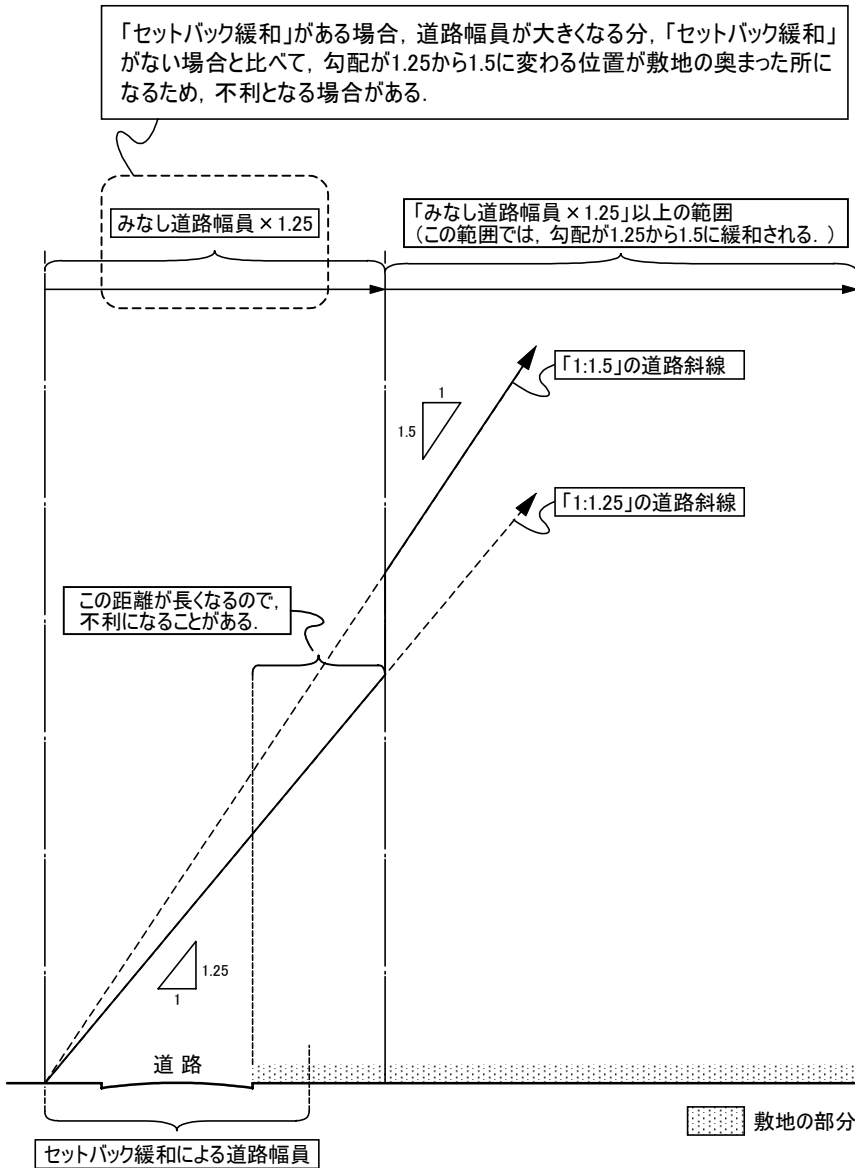 「セットバック緩和」がある場合，道路幅員が大きくなる分，「セットバック緩和」
がない場合と比べて，勾配が1.25から1.5に変わる位置が敷地の奥まった所に
なるため，不利となる場合がある．
みなし道路幅員×1.25
「みなし道路幅員×1.25」以上の範囲
（この範囲では，勾配が1.25から1.5に緩和される．）
「1:1.5」の道路斜線
1
1.5
「1:1.25」の道路斜線
この距離が長くなるので，
不利になることがある．
1.25
1
道 路
敷地の部分
セットバック緩和による道路幅員